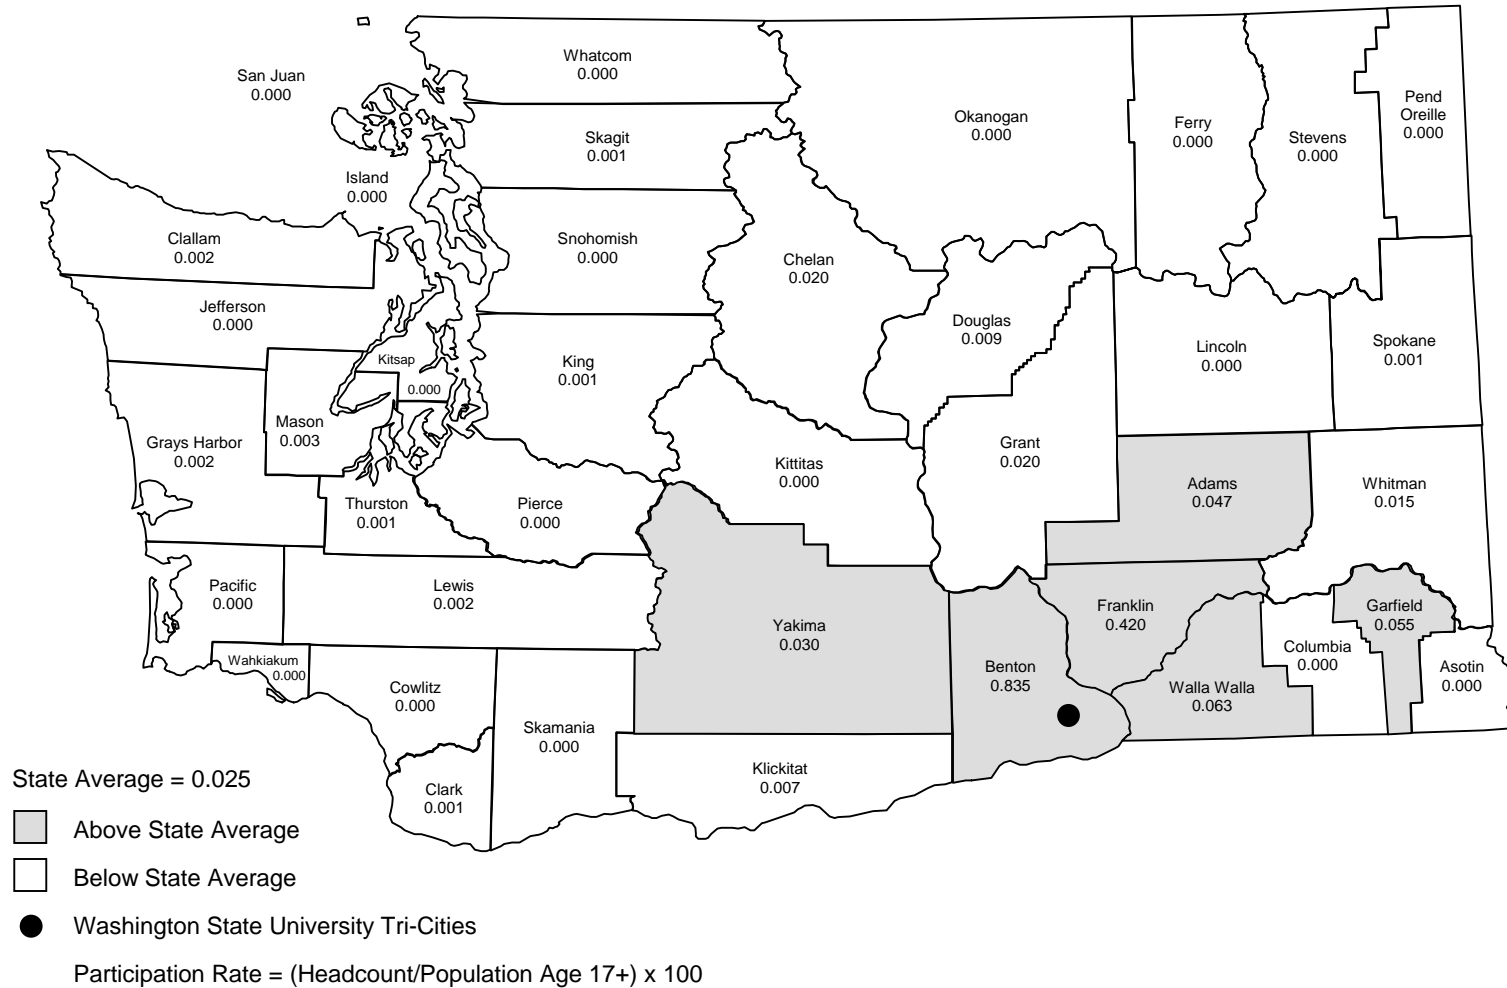 Whatcom
0.000
San Juan
0.000
Skagit
0.001
Okanogan
0.000
Ferry
0.000
Stevens
0.000
Pend
Oreille
0.000
Island
0.000
Clallam
0.002
Snohomish
0.000
Chelan
0.020
Jefferson
0.000
Douglas
0.009
Kitsap
0.000
King
0.001
Lincoln
0.000
Spokane
0.001
Mason
0.003
Grays Harbor
0.002
Grant
0.020
Kittitas
0.000
Adams
0.047
Whitman
0.015
Thurston
0.001
Pierce
0.000
Pacific
0.000
Lewis
0.002
Yakima
0.030
Franklin
0.420
Garfield
0.055
Wahkiakum
0.000
Cowlitz
0.000
Benton
0.835
Columbia
0.000
Asotin
0.000
Walla Walla
0.063
Skamania
0.000
Klickitat
0.007
Clark
0.001
State Average = 0.025
Above State Average
Below State Average
Washington State University Tri-Cities
Participation Rate = (Headcount/Population Age 17+) x 100